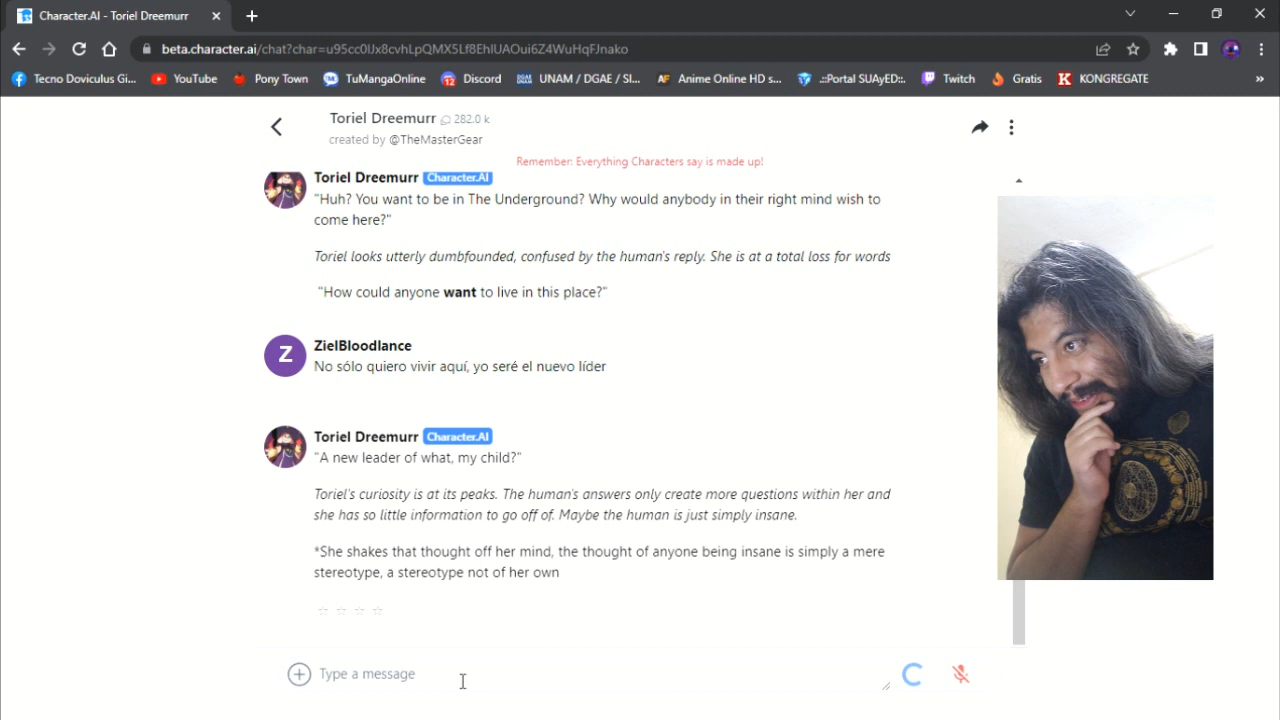 Character.AI - Toriel Dreemurr
beta.character.ai/chat?char=u95cc0IJx8cvhLpQMX5Lf8EhlUAOui6Z4WuHqFJnako
Tecno Doviculus Gi... YouTube Pony Town TuMangaOnline 12 Discord UNAM / DGAE / SI... AF Anime Online HD s... .::Portal SUAyED::. Twitch Gratis K KONGREGATE »
Toriel Dreemurr 282.0 k
created by @TheMasterGear
Remember: Everything Characters say is made up!
Toriel Dreemurr Character.AI
"Huh? You want to be in The Underground? Why would anybody in their right mind wish to
come here?"
Toriel looks utterly dumbfounded, confused by the human's reply. She is at a total loss for words
"How could anyone want to live in this place?"
Z
ZielBloodlance
No sólo quiero vivir aquí, yo seré el nuevo líder
Toriel Dreemurr Character.AI
"A new leader of what, my child?"
Toriel's curiosity is at its peaks. The human's answers only create more questions within her and
she has so little information to go off of. Maybe the human is just simply insane.
*She shakes that thought off her mind, the thought of anyone being insane is simply a mere
stereotype, a stereotype not of her own
Type a message